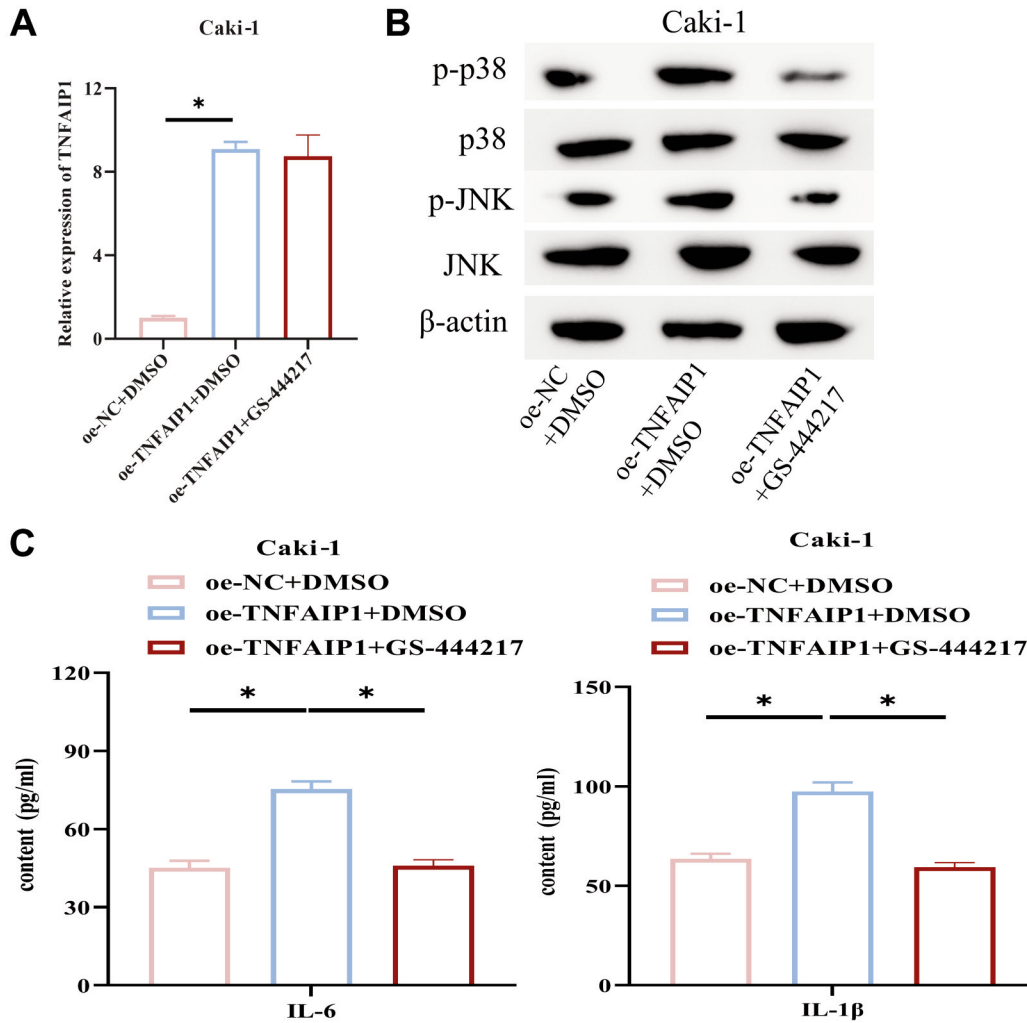 A
Caki-1
Relative expression of TNFAIP1
12
8
4
0
*
oe-NC+DMSO
oe-TNFAIP1+DMSO
oe-TNFAIP1+GS-444217
B
Caki-1
p-p38
p38
p-JNK
JNK
β-actin
oe-NC
+DMSO
oe-TNFAIP1
+DMSO
oe-TNFAIP1
+GS-444217
C
Caki-1
oe-NC+DMSO
oe-TNFAIP1+DMSO
oe-TNFAIP1+GS-444217
content (pg/ml)
120
90
60
30
0
* *
IL-6
Caki-1
oe-NC+DMSO
oe-TNFAIP1+DMSO
oe-TNFAIP1+GS-444217
content (pg/ml)
150
100
50
0
* *
IL-1β